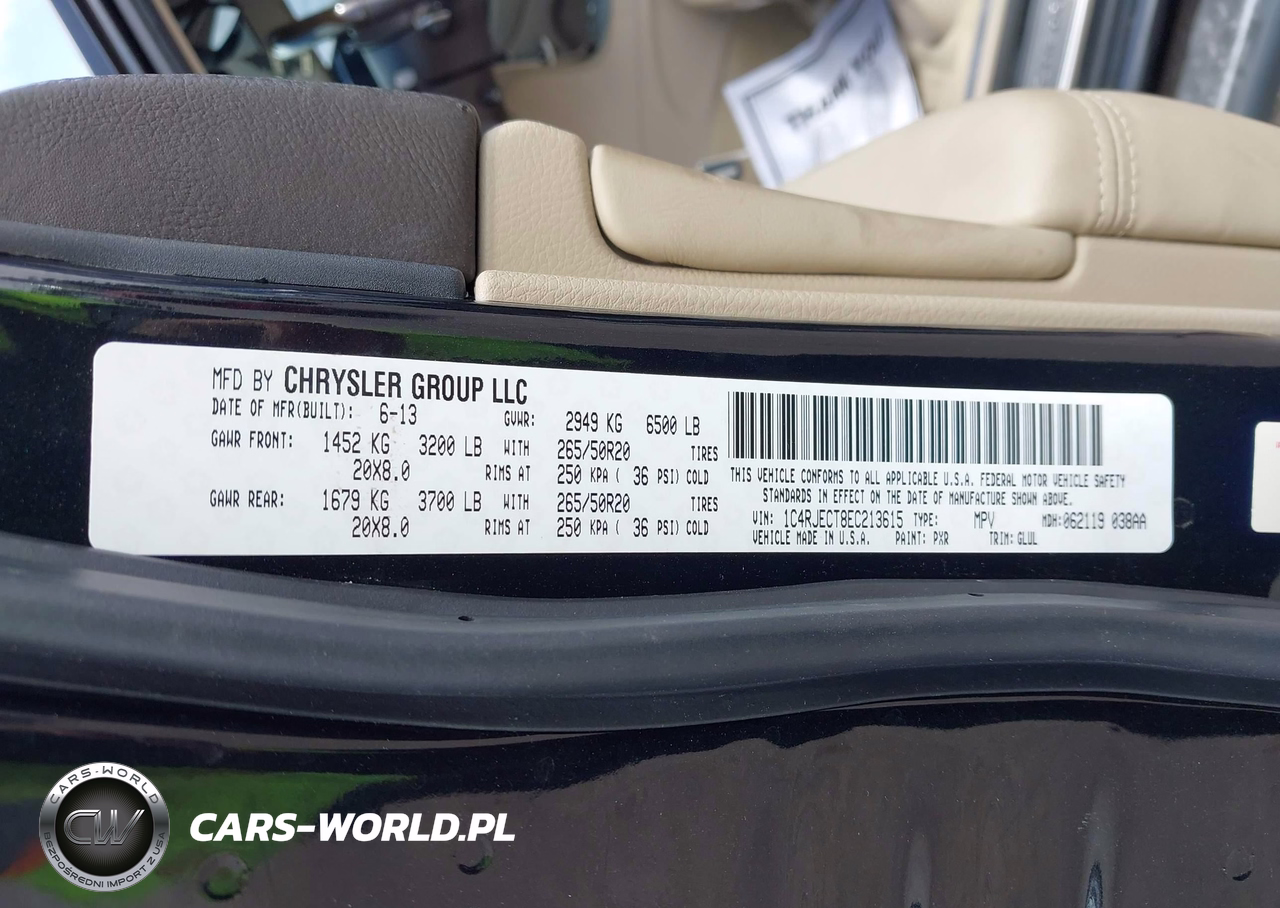 MFD BY CHRYSLER GROUP LLC
DATE OF MFR(BUILT): 6-13 GVWR: 2949 KG 6500 LB
GAWR FRONT: 1452 KG 3200 LB WITH 265/50R20 TIRES
20X8.0 RIMS AT 250 KPA ( 36 PSI) COLD
GAWR REAR: 1679 KG 3700 LB WITH 265/50R20 TIRES
20X8.0 RIMS AT 250 KPA ( 36 PSI) COLD
THIS VEHICLE CONFORMS TO ALL APPLICABLE U.S.A. FEDERAL MOTOR VEHICLE SAFETY
STANDARDS IN EFFECT ON THE DATE OF MANUFACTURE SHOWN ABOVE.
VIN: 1C4RJECT8EC213615 TYPE: MPV MDH:062119 038AA
VEHICLE MADE IN U.S.A. PAINT: PXR TRIM: GLUL
CARS-WORLD
CW
BEZPOŚREDNI IMPORT Z USA
CARS-WORLD.PL